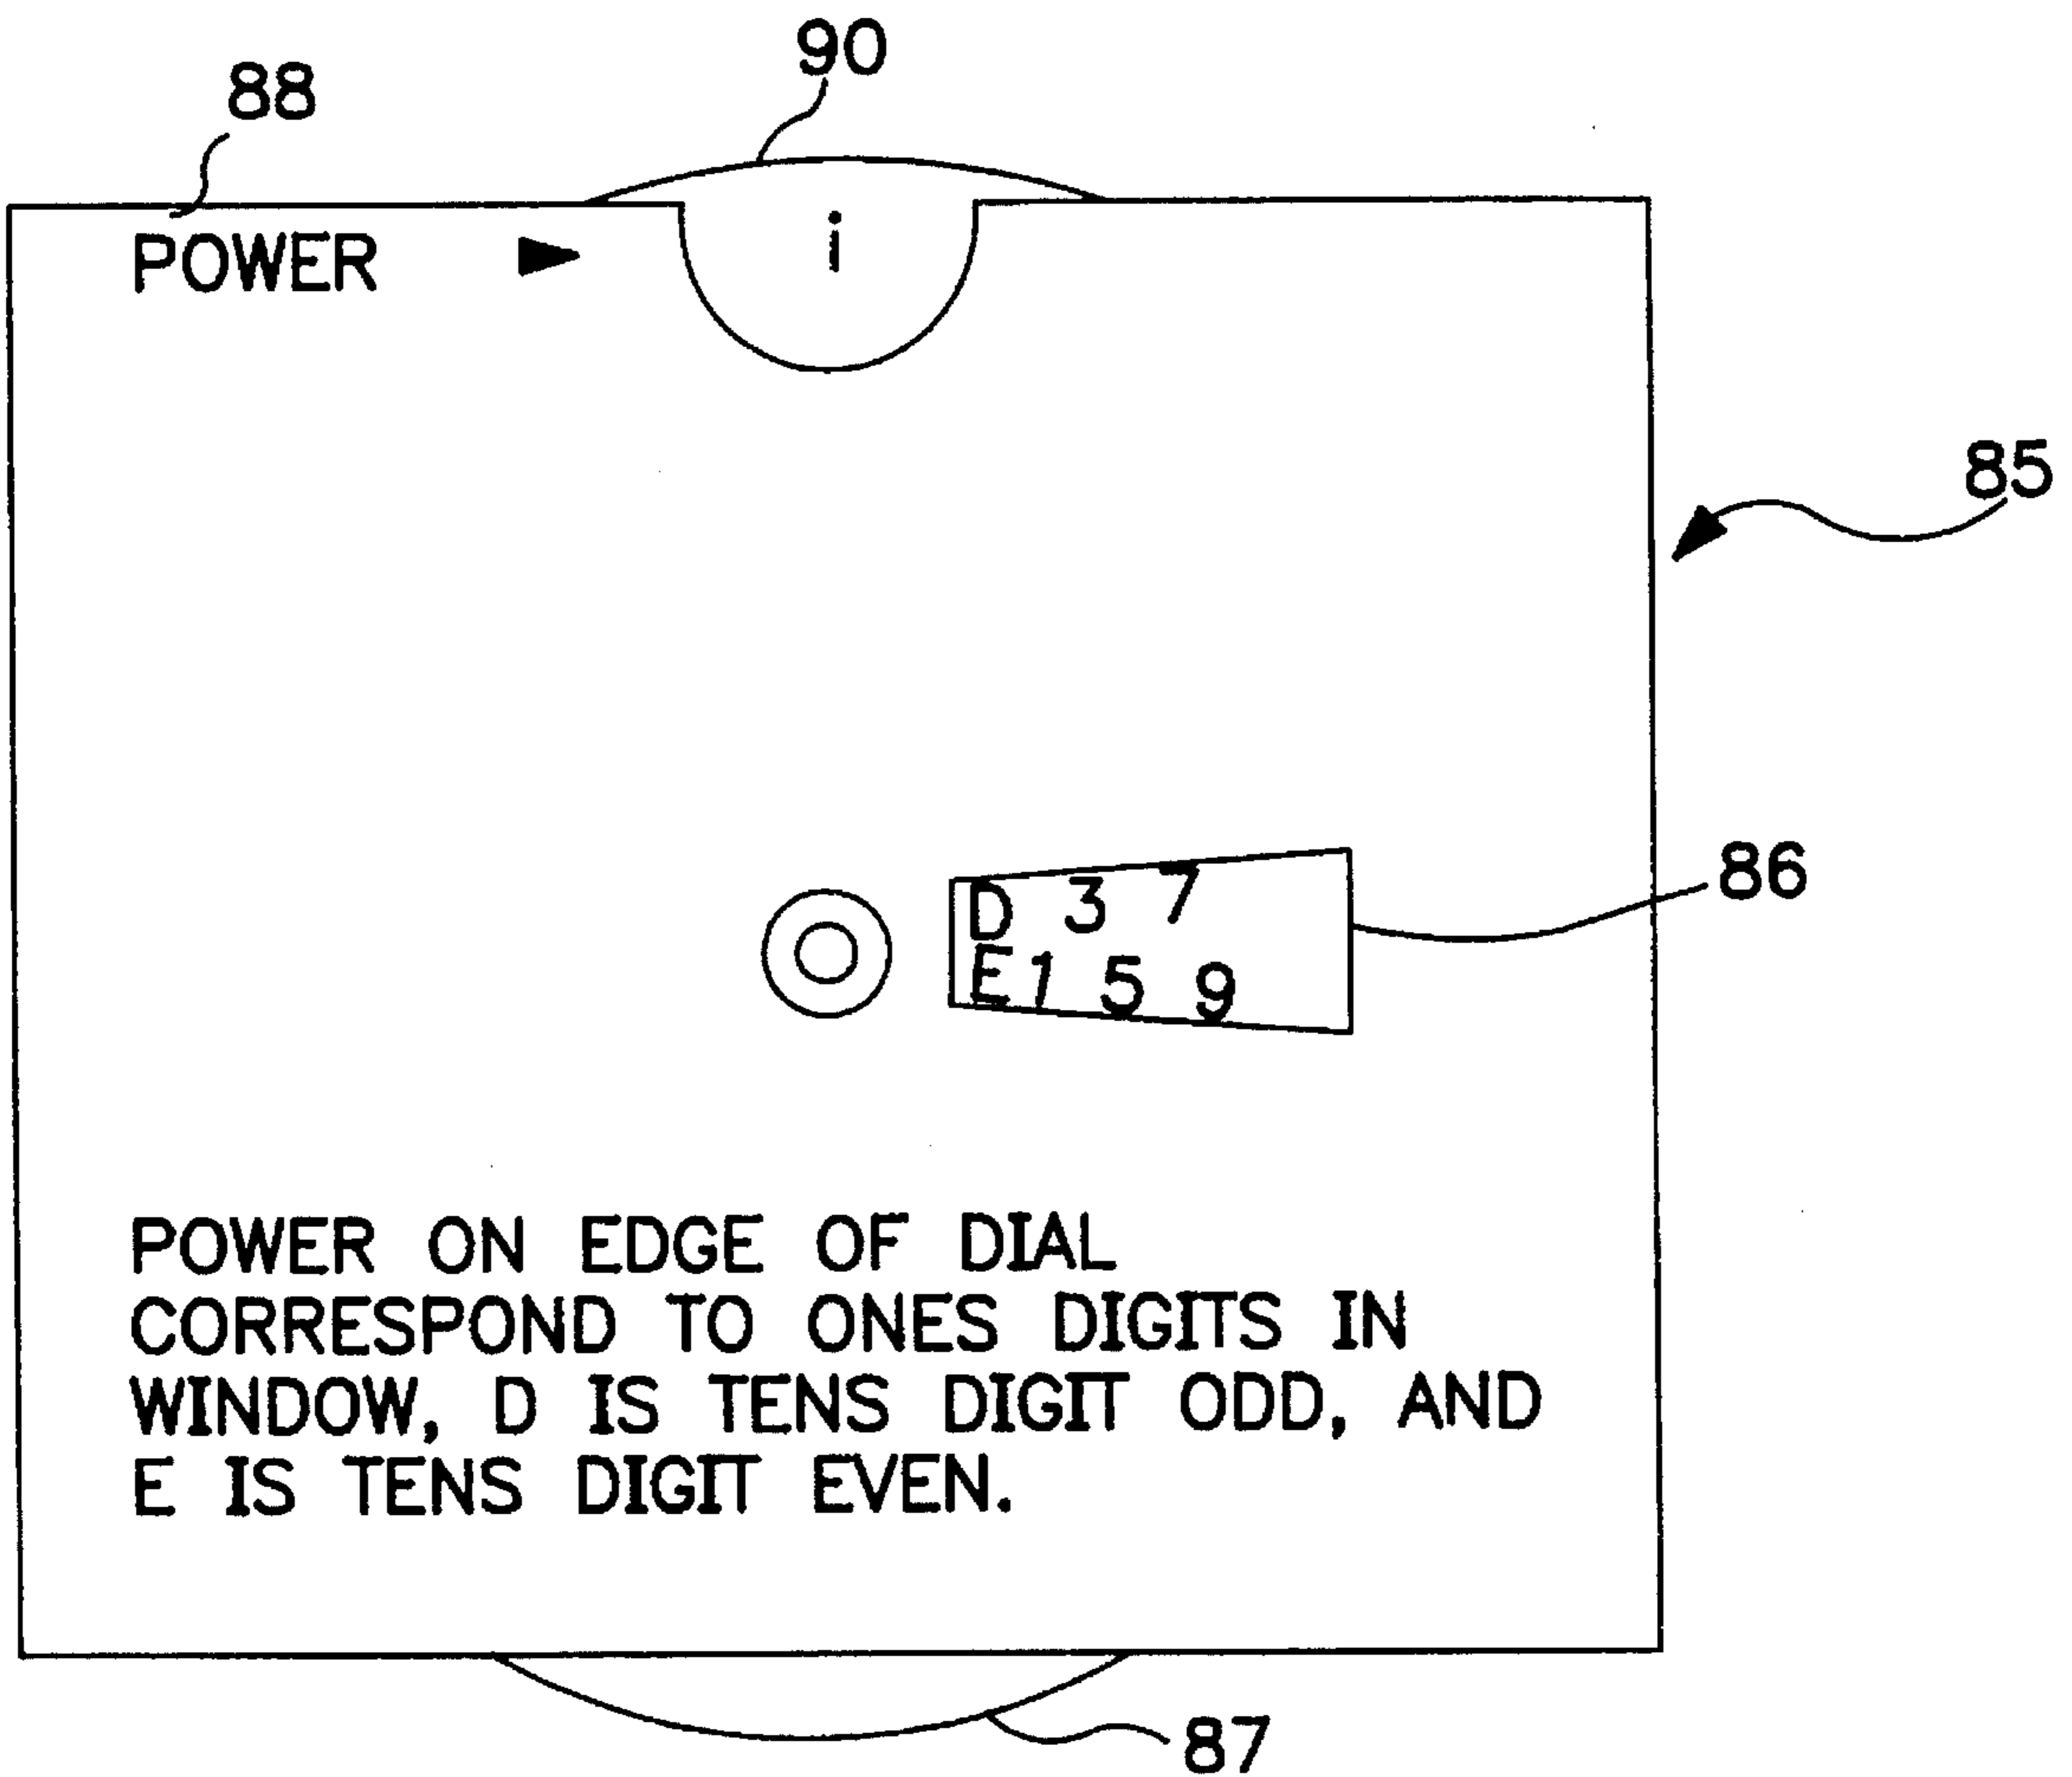 90
88
POWER ▶ i
85
86
D 3 7
E 1 5 9
POWER ON EDGE OF DIAL
CORRESPOND TO ONES DIGITS IN
WINDOW, D IS TENS DIGIT ODD, AND
E IS TENS DIGIT EVEN.
87